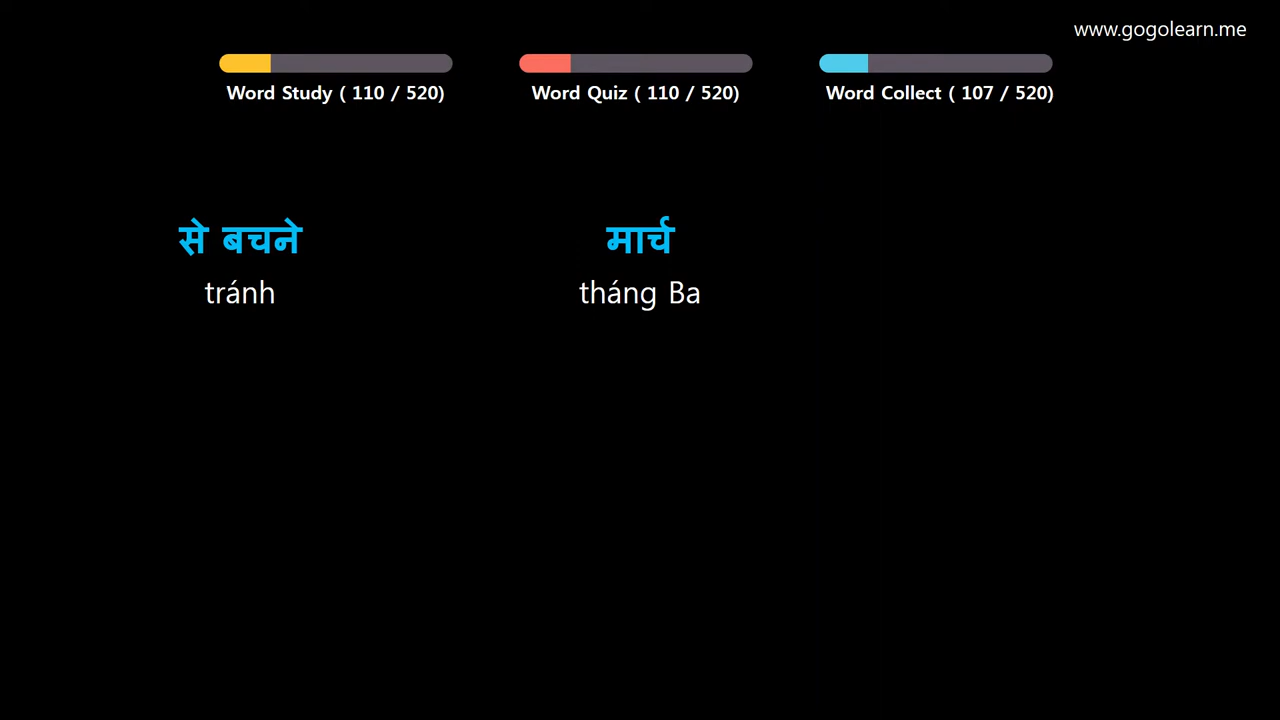 www.gogolearn.me
Word Study ( 110 / 520)
Word Quiz ( 110 / 520)
Word Collect ( 107 / 520)
से बचने
tránh
मार्च
tháng Ba